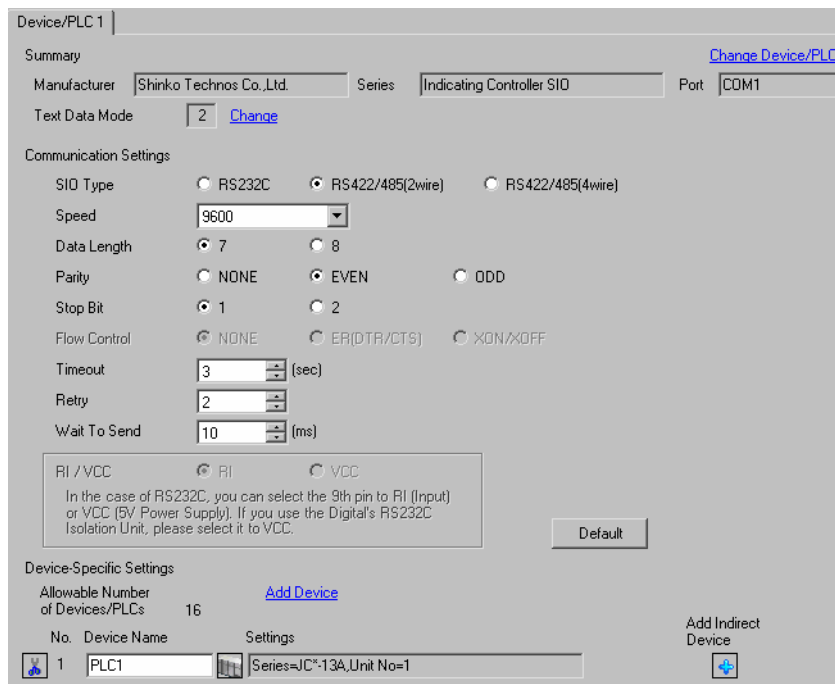 Device/PLC 1
Summary
Change Device/PLC
Manufacturer Shinko Technos Co.,Ltd. Series Indicating Controller SIO Port COM1
Text Data Mode 2 Change
Communication Settings
SIO Type RS232C RS422/485(2wire) RS422/485(4wire)
Speed 9600
Data Length 7 8
Parity NONE EVEN ODD
Stop Bit 1 2
Flow Control NONE ER(DTR/CTS) XON/XOFF
Timeout 3 (sec)
Retry 2
Wait To Send 10 (ms)
RI / VCC RI VCC
In the case of RS232C, you can select the 9th pin to RI (Input)
or VCC (5V Power Supply). If you use the Digital's RS232C
Isolation Unit, please select it to VCC.
Default
Device-Specific Settings
Allowable Number
of Devices/PLCs 16
Add Device
No. Device Name Settings
Add Indirect
Device
1 PLC1 Series=JC*-13A,Unit No=1